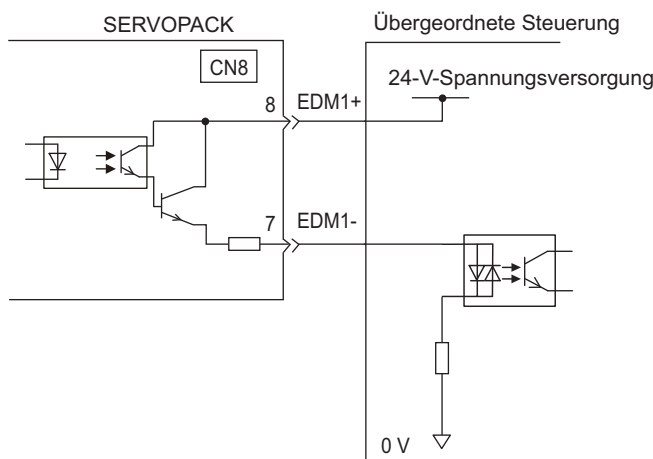 SERVOPACK
Übergeordnete Steuerung
CN8
24-V-Spannungsversorgung
8 EDM1+
7 EDM1-
0 V